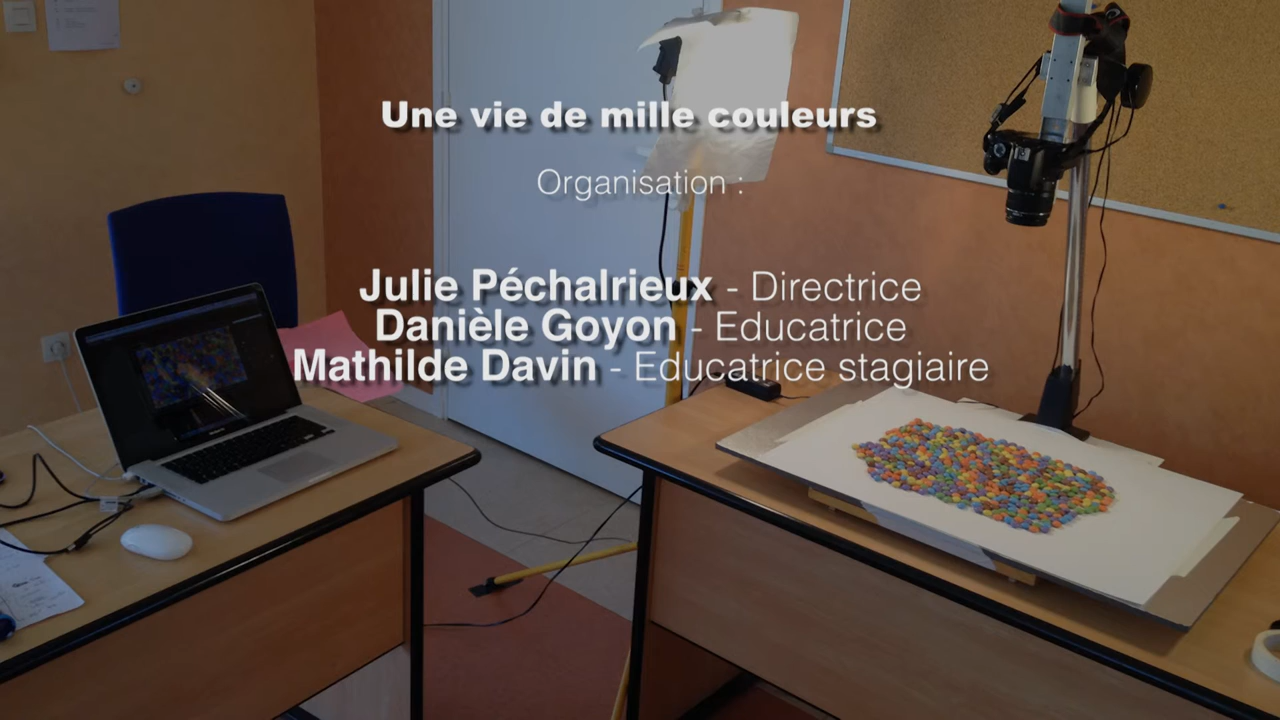 Une vie de mille couleurs
Organisation :
Julie Péchalrieux - Directrice
Danièle Goyon - Educatrice
Mathilde Davin - Educatrice stagiaire